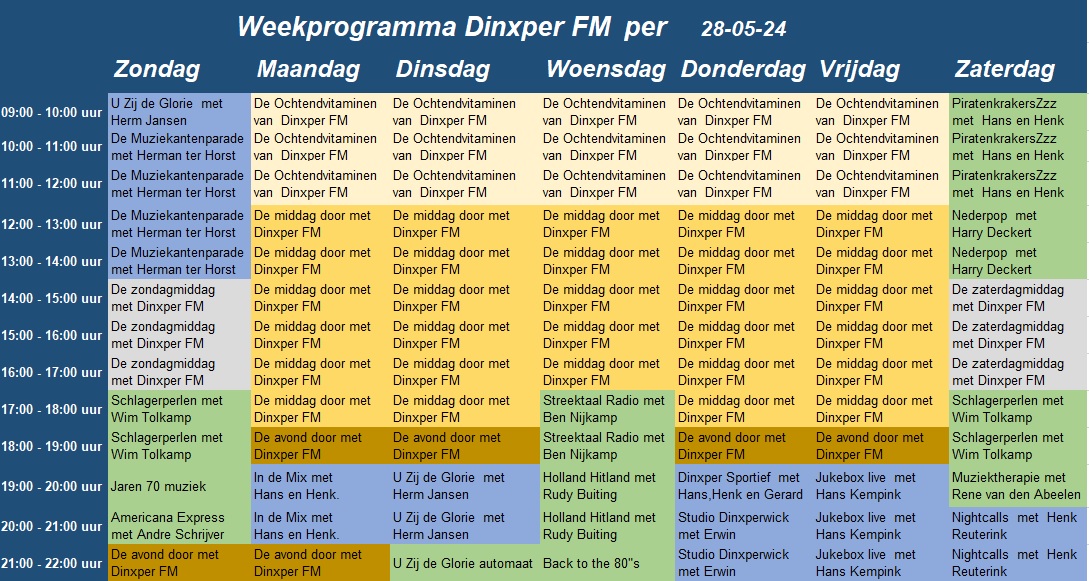 Weekprogramma Dinxper FM per 28-05-24
Zondag Maandag Dinsdag Woensdag Donderdag Vrijdag Zaterdag
U Zij de Glorie met De Ochtendvitaminen De Ochtendvitaminen De Ochtendvitaminen De Ochtendvitaminen De Ochtendvitaminen PiratenkrakersZzz
09:00 - 10:00 uur
Herm Jansen van Dinxper FM van Dinxper FM van Dinxper FM van Dinxper FM van Dinxper FM met Hans en Henk
De Muziekantenparade De Ochtendvitaminen De Ochtendvitaminen De Ochtendvitaminen De Ochtendvitaminen De Ochtendvitaminen PiratenkrakersZzz
10:00 - 11:00 uur
met Herman ter Horst van Dinxper FM van Dinxper FM van Dinxper FM van Dinxper FM van Dinxper FM met Hans en Henk
De Muziekantenparade De Ochtendvitaminen De Ochtendvitaminen De Ochtendvitaminen De Ochtendvitaminen De Ochtendvitaminen PiratenkrakersZzz
11:00 - 12:00 uur
met Herman ter Horst van Dinxper FM van Dinxper FM van Dinxper FM van Dinxper FM van Dinxper FM met Hans en Henk
De Muziekantenparade De middag door met De middag door met De middag door met De middag door met De middag door met Nederpop met
12:00 - 13:00 uur
met Herman ter Horst Dinxper FM Dinxper FM Dinxper FM Dinxper FM Dinxper FM Harry Deckert
De Muziekantenparade De middag door met De middag door met De middag door met De middag door met De middag door met Nederpop met
13:00 - 14:00 uur
met Herman ter Horst Dinxper FM Dinxper FM Dinxper FM Dinxper FM Dinxper FM Harry Deckert
De zondagmiddag De middag door met De middag door met De middag door met De middag door met De middag door met De zaterdagmiddag
14:00 - 15:00 uur
met Dinxper FM Dinxper FM Dinxper FM Dinxper FM Dinxper FM Dinxper FM met Dinxper FM
De zondagmiddag De middag door met De middag door met De middag door met De middag door met De middag door met De zaterdagmiddag
15:00 - 16:00 uur
met Dinxper FM Dinxper FM Dinxper FM Dinxper FM Dinxper FM Dinxper FM met Dinxper FM
De zondagmiddag De middag door met De middag door met De middag door met De middag door met De middag door met De zaterdagmiddag
16:00 - 17:00 uur
met Dinxper FM Dinxper FM Dinxper FM Dinxper FM Dinxper FM Dinxper FM met Dinxper FM
Schlagerperlen met De middag door met De middag door met Streektaal Radio met De middag door met De middag door met Schlagerperlen met
17:00 - 18:00 uur
Wim Tolkamp Dinxper FM Dinxper FM Ben Nijkamp Dinxper FM Dinxper FM Wim Tolkamp
Schlagerperlen met De avond door met De avond door met Streektaal Radio met De avond door met De avond door met Schlagerperlen met
18:00 - 19:00 uur
Wim Tolkamp Dinxper FM Dinxper FM Ben Nijkamp Dinxper FM Dinxper FM Wim Tolkamp
In de Mix met U Zij de Glorie met Holland Hitland met Dinxper Sportief met Jukebox live met Muziektherapie met
19:00 - 20:00 uur Jaren 70 muziek
Hans en Henk. Herm Jansen Rudy Buiting Hans,Henk en Gerard Hans Kempink Rene van den Abeelen
Americana Express In de Mix met U Zij de Glorie met Holland Hitland met Studio Dinxperwick Jukebox live met Nightcalls met Henk
20:00 - 21:00 uur
met Andre Schrijver Hans en Henk. Herm Jansen Rudy Buiting met Erwin Hans Kempink Reuterink
De avond door met De avond door met Studio Dinxperwick Jukebox live met Nightcalls met Henk
21:00 - 22:00 uur U Zij de Glorie automaat Back to the 80"s
Dinxper FM Dinxper FM met Erwin Hans Kempink Reuterink